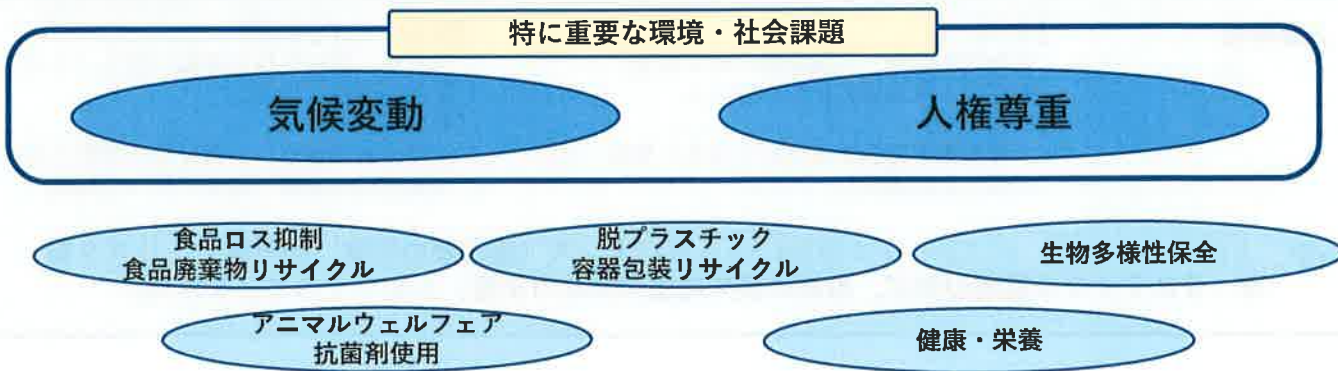 特に重要な環境・社会課題
気候変動
人権尊重
食品ロス抑制
食品廃棄物リサイクル
脱プラスチック
容器包装リサイクル
生物多様性保全
アニマルウェルフェア
抗菌剤使用
健康・栄養